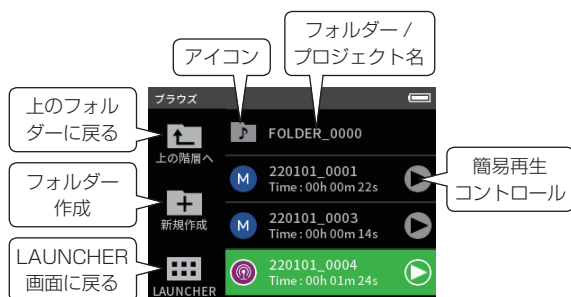 フォルダー /
プロジェクト名
アイコン
上のフォル
ダーに戻る
フォルダー
作成
LAUNCHER
画面に戻る
ブラウズ
上の階層へ
新規作成
LAUNCHER
FOLDER_0000
M
220101_0001
Time : 00h 00m 22s
M
220101_0003
Time : 00h 00m 14s
220101_0004
Time : 00h 01m 24s
簡易再生
コントロール